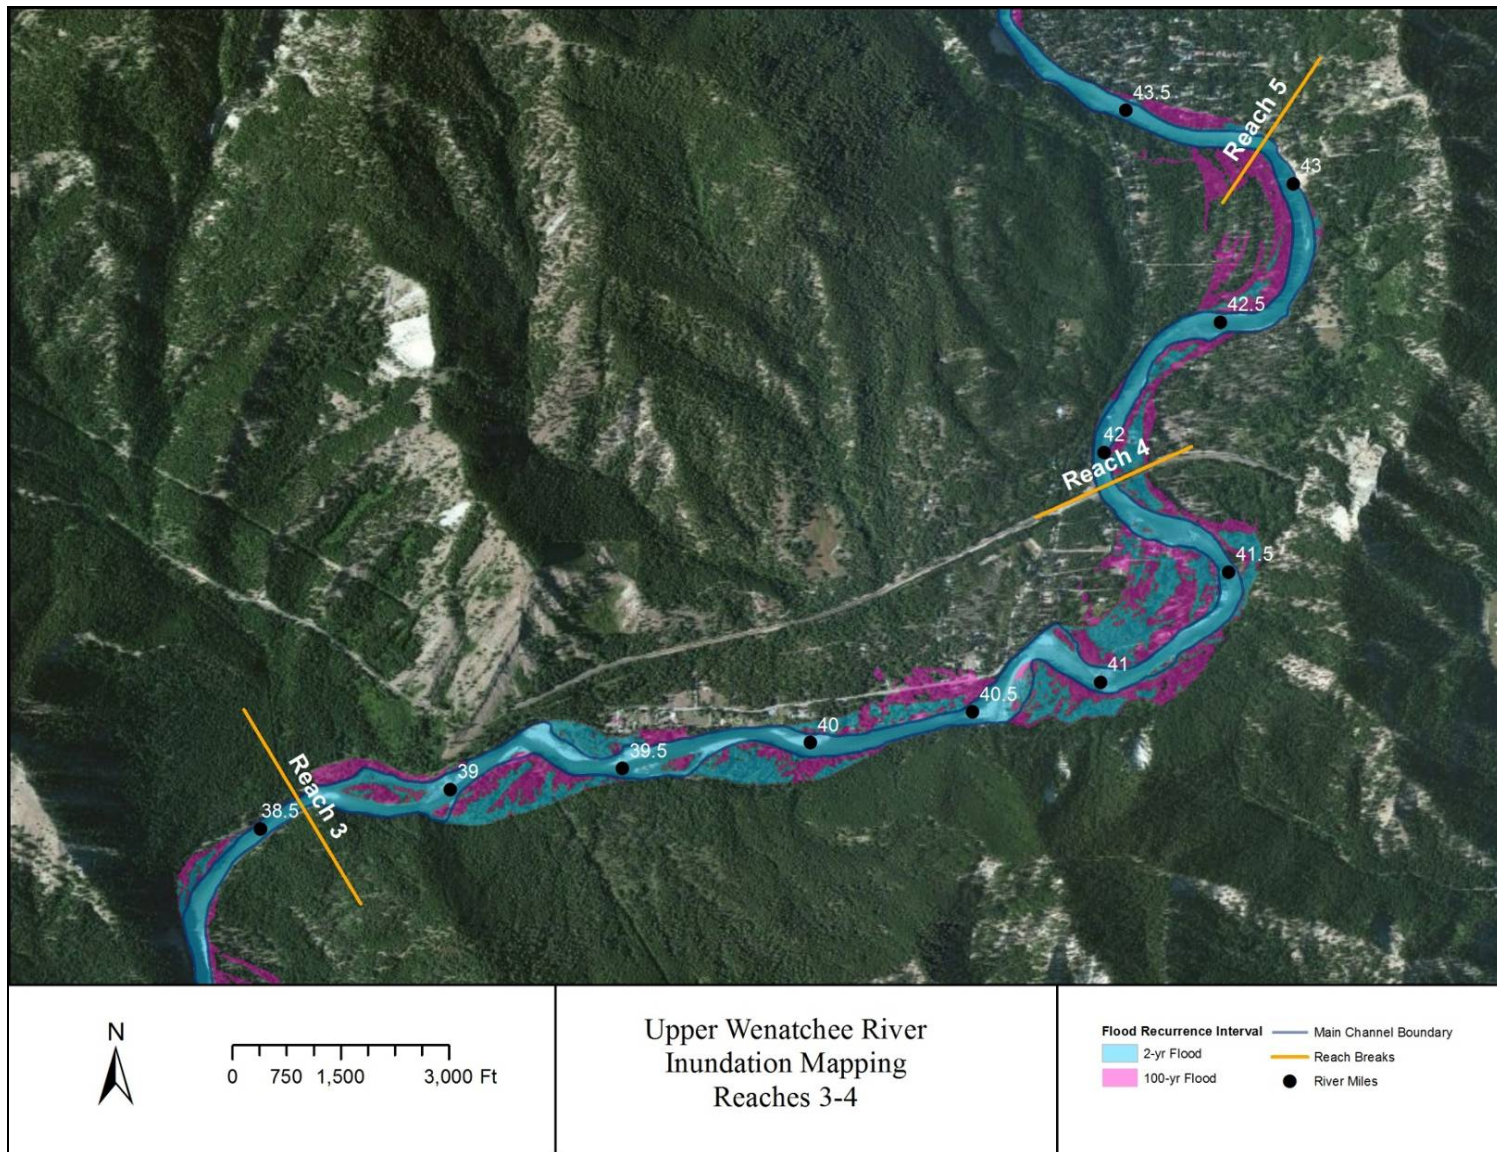 43.5
Reach 5
43
42.5
42
Reach 4
41.5
41
40.5
40
39.5
39
Reach 3
38.5
N
0 750 1,500 3,000 Ft
Upper Wenatchee River
Inundation Mapping
Reaches 3-4
Flood Recurrence Interval
2-yr Flood
100-yr Flood
Main Channel Boundary
Reach Breaks
River Miles